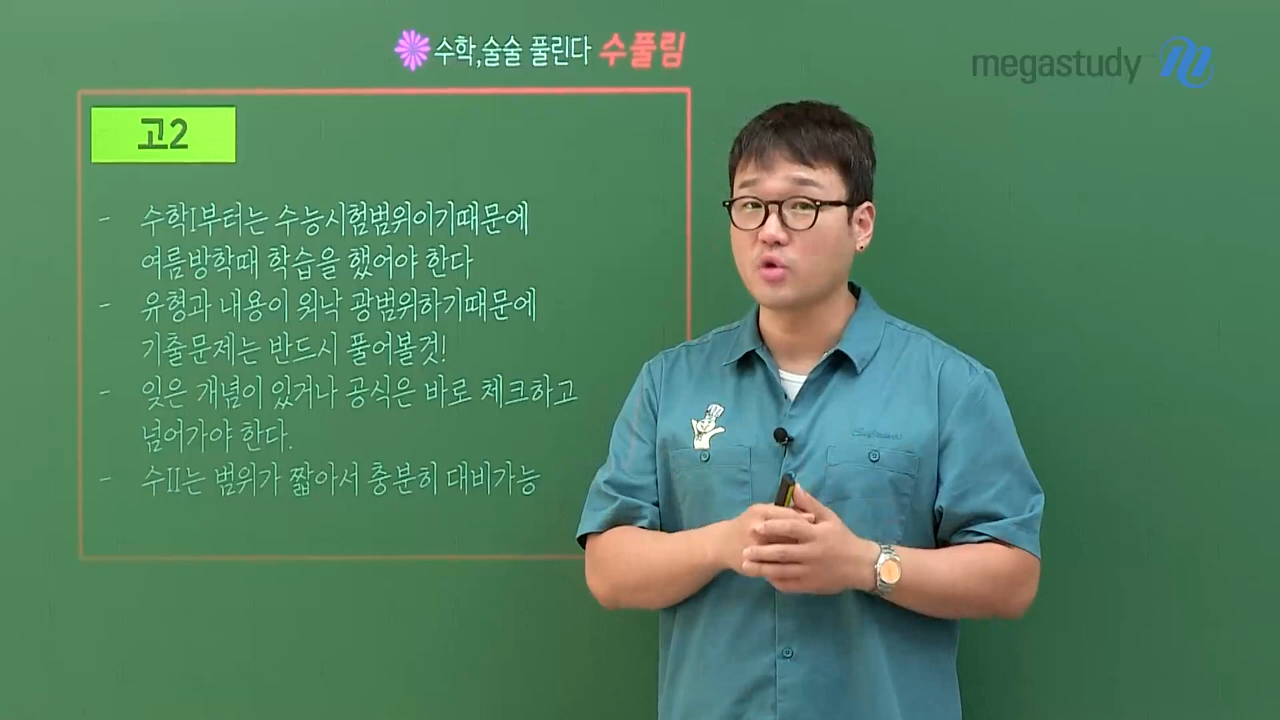 수학,술술 풀린다 수풀림
megastudy
고2
- 수학I부터는 수능시험범위이기때문에
여름방학때 학습을 했어야 한다
- 유형과 내용이 워낙 광범위하기때문에
기출문제는 반드시 풀어볼것!
- 잊은 개념이 있거나 공식은 바로 체크하고
넘어가야 한다.
- 수II는 범위가 짧아서 충분히 대비가능